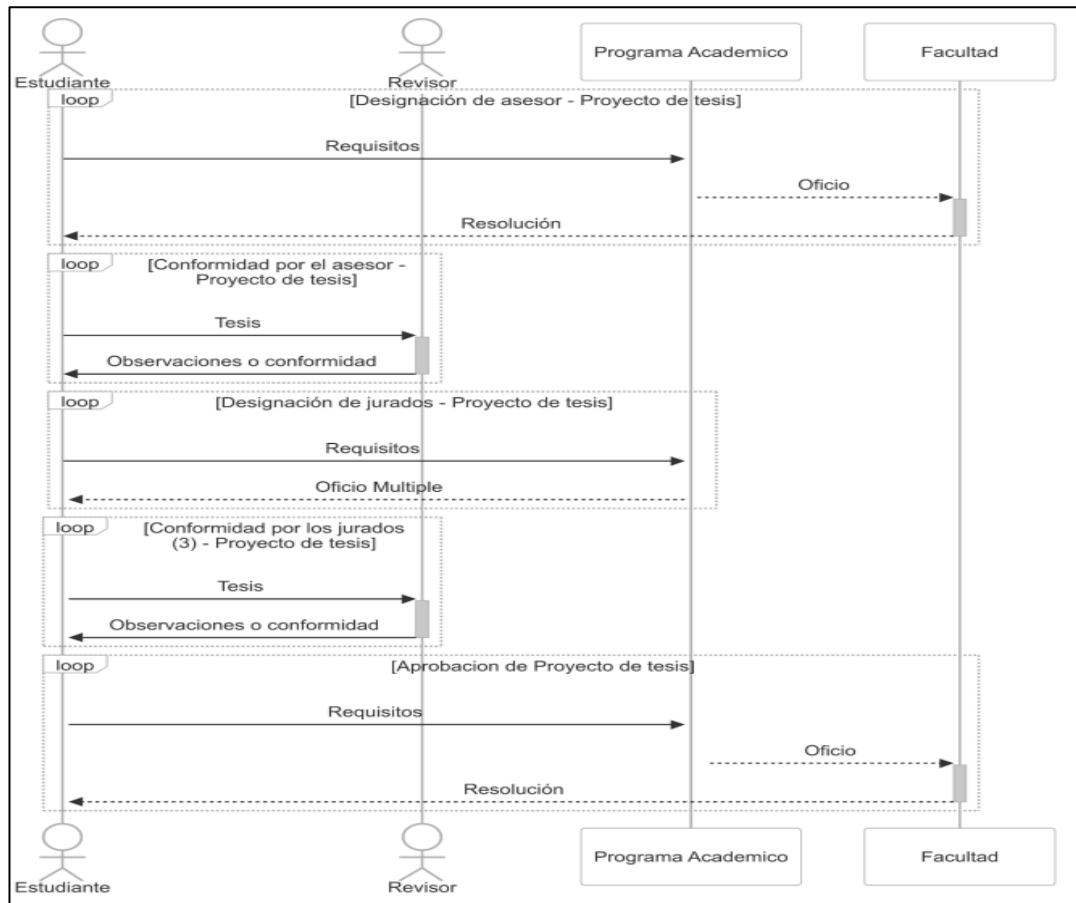 Estudiante
Revisor
Programa Academico
Facultad
loop
[Designación de asesor - Proyecto de tesis]
Requisitos
Oficio
Resolución
loop
[Conformidad por el asesor -
Proyecto de tesis]
Tesis
Observaciones o conformidad
loop
[Designación de jurados - Proyecto de tesis]
Requisitos
Oficio Multiple
loop
[Conformidad por los jurados
(3) - Proyecto de tesis]
Tesis
Observaciones o conformidad
loop
[Aprobacion de Proyecto de tesis]
Requisitos
Oficio
Resolución
Estudiante
Revisor
Programa Academico
Facultad